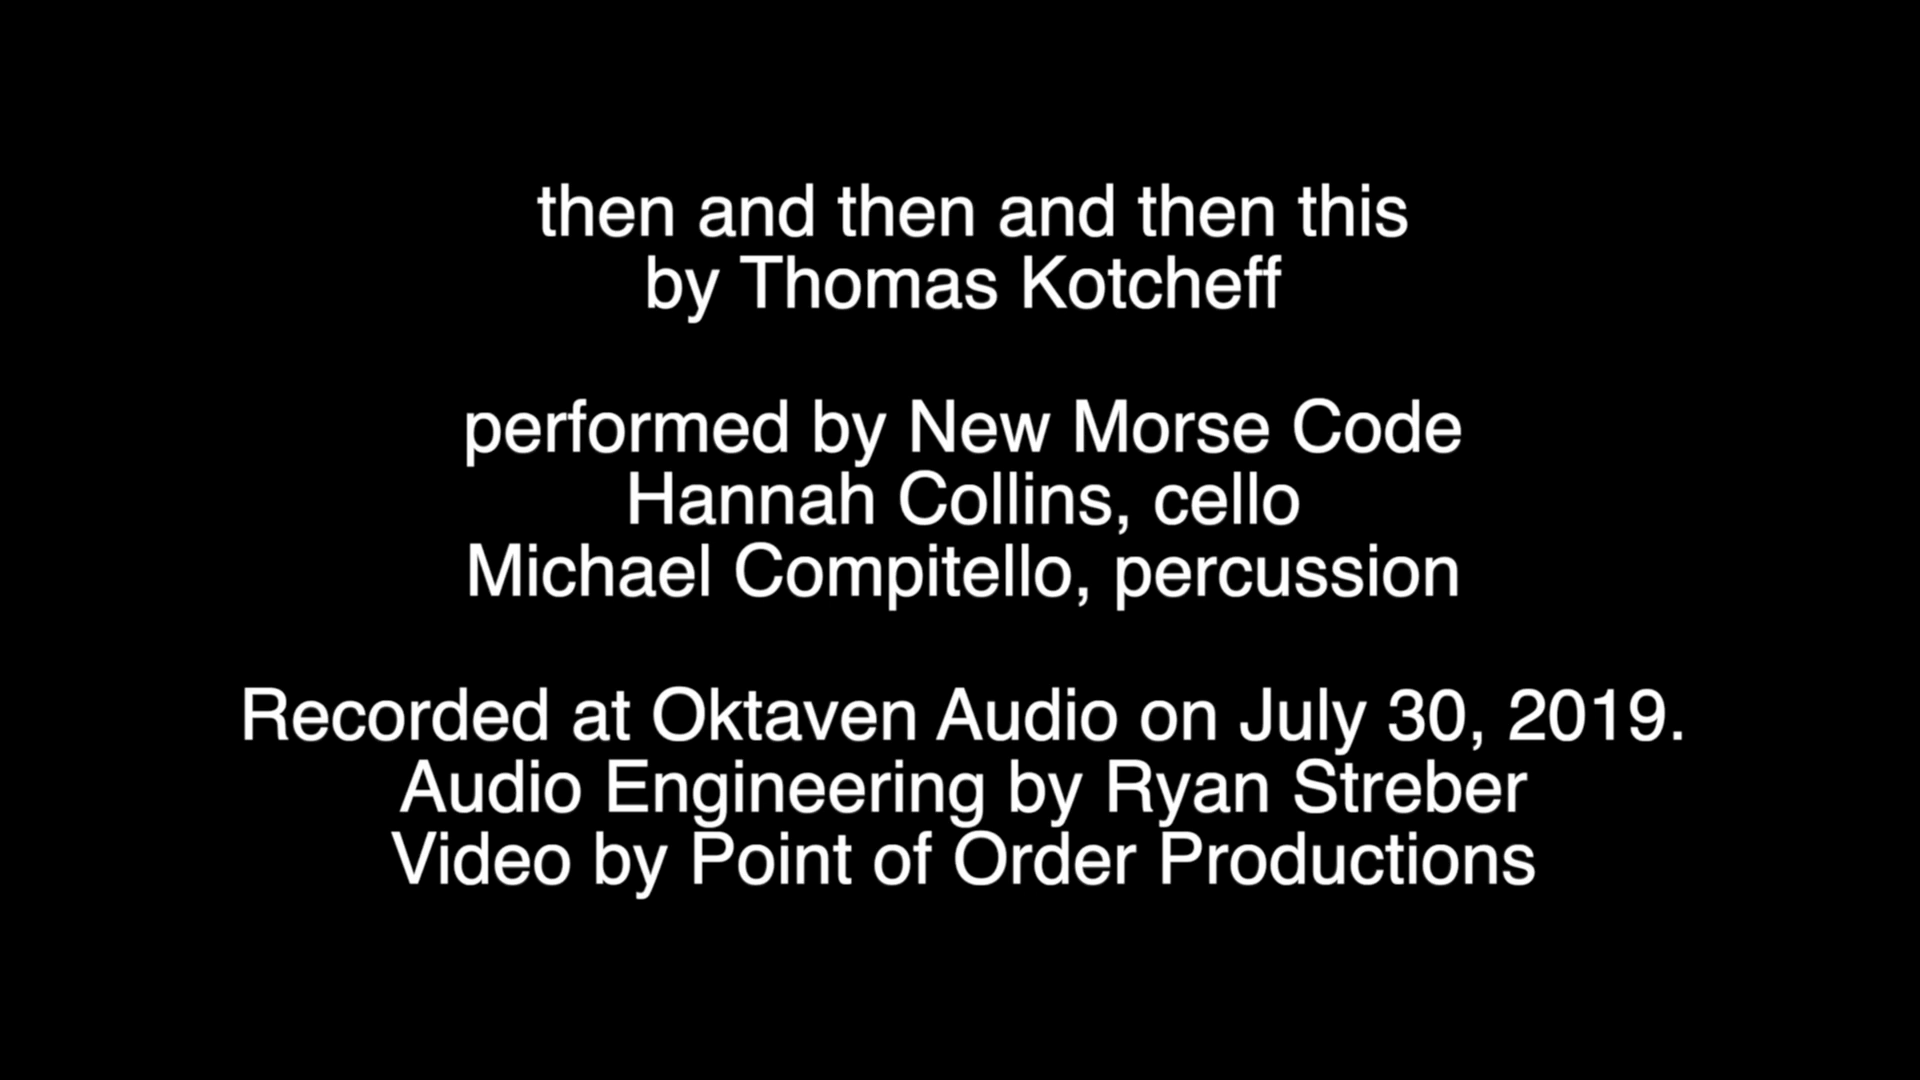 then and then and then this
by Thomas Kotcheff
performed by New Morse Code
Hannah Collins, cello
Michael Compitello, percussion
Recorded at Oktaven Audio on July 30, 2019.
Audio Engineering by Ryan Streber
Video by Point of Order Productions